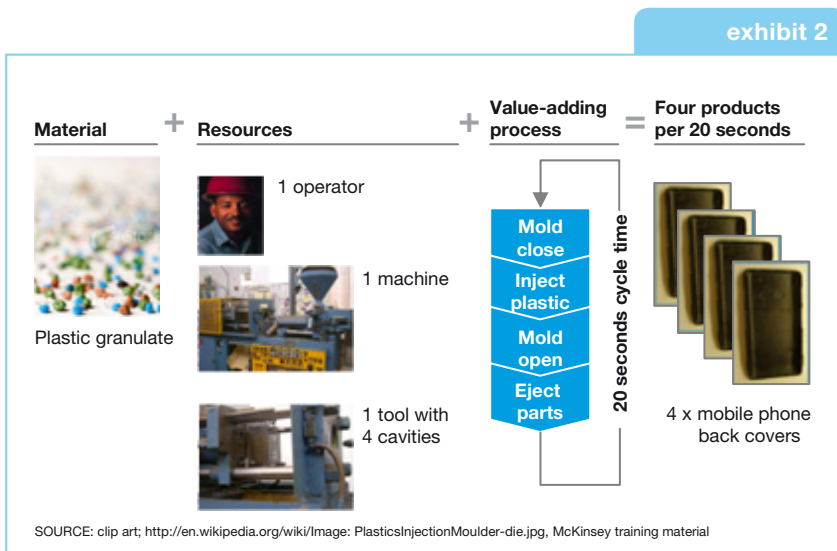 exhibit 2
Material
+
Resources
+
Value-adding
process
=
Four products
per 20 seconds
Plastic granulate
1 operator
1 machine
1 tool with
4 cavities
Mold
close
Inject
plastic
Mold
open
Eject
parts
20 seconds cycle time
4 x mobile phone
back covers
SOURCE: clip art; http://en.wikipedia.org/wiki/Image: PlasticsInjectionMoulder-die.jpg, McKinsey training material